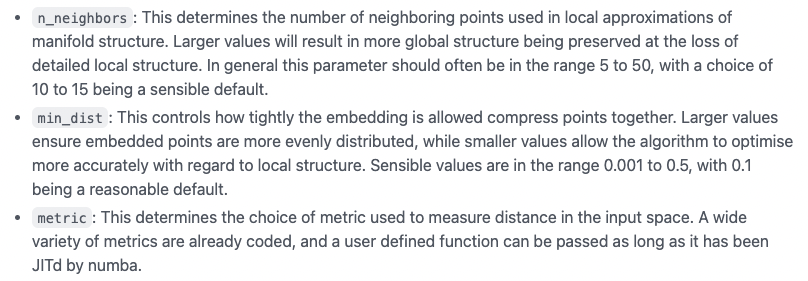 • n_neighbors: This determines the number of neighboring points used in local approximations of
manifold structure. Larger values will result in more global structure being preserved at the loss of
detailed local structure. In general this parameter should often be in the range 5 to 50, with a choice of
10 to 15 being a sensible default.
• min_dist: This controls how tightly the embedding is allowed compress points together. Larger values
ensure embedded points are more evenly distributed, while smaller values allow the algorithm to optimise
more accurately with regard to local structure. Sensible values are in the range 0.001 to 0.5, with 0.1
being a reasonable default.
• metric: This determines the choice of metric used to measure distance in the input space. A wide
variety of metrics are already coded, and a user defined function can be passed as long as it has been
JITd by numba.